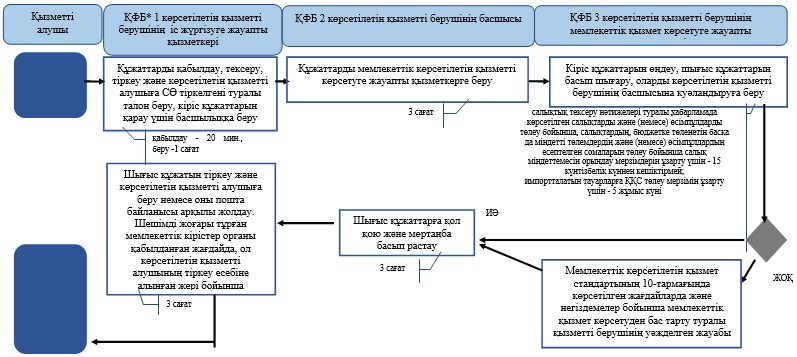 Қызметті
алушы
ҚФБ* 1 көрсетілетін қызметті
берушінің іс жүргізуге жауапты
қызметкері
ҚФБ 2 көрсетілетін қызметті берушінің басшысы
ҚФБ 3 көрсетілетін қызметті берушінің
мемлекеттік қызмет көрсетуге жауапты
Құжаттарды қабылдау, тексеру,
тіркеу және көрсетілетін қызметті
алушыға СӨ тіркелгені туралы
талон беру, кіріс құжаттарын
қарау үшін басшылыққа беру
қабылдау - 20 мин.,
беру -1 сағат
Құжаттарды мемлекеттік көрсетілетін қызметті
көрсетуге жауапты қызметкерге беру
3 сағат
Кіріс құжаттарын өңдеу, шығыс құжаттарын
басып шығару, оларды көрсетілетін қызметті
берушінің басшысына куәландыруға беру
салықтық тексеру нәтижелері туралы хабарламада
көрсетілген салықтарды және (немесе) өсімпұлдарды
төлеу бойынша, салықтардың, бюджетке төленетін басқа
да міндетті төлемдердің және (немесе) өсімпұлдардың
есептелген сомаларын төлеу бойынша салық
міндеттемесін орындау мерзімдерін ұзарту үшін - 15
күнтізбелік күннен кешіктірмей;
импортталатын тауарларға ҚҚС төлеу мерзімін ұзарту
үшін - 5 жұмыс күні
Шығыс құжатын тіркеу және
көрсетілетін қызметті алушыға
беру немесе оны пошта
байланысы арқылы жолдау.
Шешімді жоғары тұрған
мемлекеттік кірістер органы
қабылданған жағдайда, ол
көрсетілетін қызметті
алушының тіркеу есебіне
алынған жері бойынша
3 сағат
Шығыс құжаттарға қол
қою және мөртаңба
басып растау
3 сағат
ИӘ
ЖОҚ
Мемлекеттік көрсетілетін қызмет
стандартының 10-тармағында
көрсетілген жағдайларда және
негіздемелер бойынша мемлекеттік
қызмет көрсетуден бас тарту туралы
қызметті берушінің уәжделген жауабы